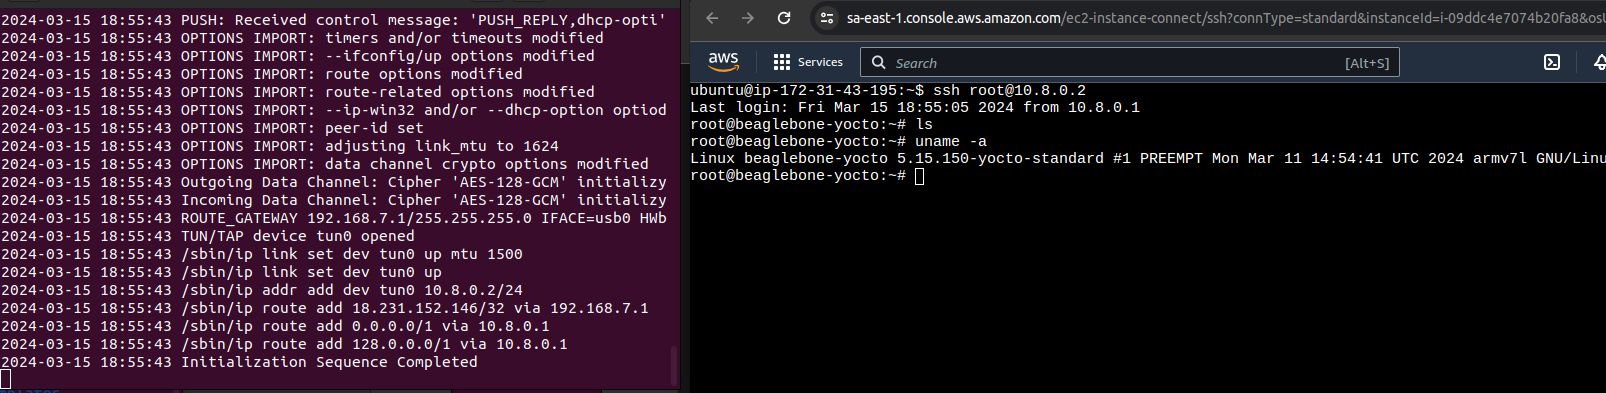 2024-03-15 18:55:43 PUSH: Received control message: 'PUSH_REPLY,dhcp-opti'
2024-03-15 18:55:43 OPTIONS IMPORT: timers and/or timeouts modified
2024-03-15 18:55:43 OPTIONS IMPORT: --ifconfig/up options modified
2024-03-15 18:55:43 OPTIONS IMPORT: route options modified
2024-03-15 18:55:43 OPTIONS IMPORT: route-related options modified
2024-03-15 18:55:43 OPTIONS IMPORT: --ip-win32 and/or --dhcp-option optiod
2024-03-15 18:55:43 OPTIONS IMPORT: peer-id set
2024-03-15 18:55:43 OPTIONS IMPORT: adjusting link_mtu to 1624
2024-03-15 18:55:43 OPTIONS IMPORT: data channel crypto options modified
2024-03-15 18:55:43 Outgoing Data Channel: Cipher 'AES-128-GCM' initializy
2024-03-15 18:55:43 Incoming Data Channel: Cipher 'AES-128-GCM' initializy
2024-03-15 18:55:43 ROUTE_GATEWAY 192.168.7.1/255.255.255.0 IFACE=usb0 HWb
2024-03-15 18:55:43 TUN/TAP device tun0 opened
2024-03-15 18:55:43 /sbin/ip link set dev tun0 up mtu 1500
2024-03-15 18:55:43 /sbin/ip link set dev tun0 up
2024-03-15 18:55:43 /sbin/ip addr add dev tun0 10.8.0.2/24
2024-03-15 18:55:43 /sbin/ip route add 18.231.152.146/32 via 192.168.7.1
2024-03-15 18:55:43 /sbin/ip route add 0.0.0.0/1 via 10.8.0.1
2024-03-15 18:55:43 /sbin/ip route add 128.0.0.0/1 via 10.8.0.1
2024-03-15 18:55:43 Initialization Sequence Completed
sa-east-1.console.aws.amazon.com/ec2-instance-connect/ssh?connType=standard&instanceId=i-09ddc4e7074b20fa8&osU
aws Services Search [Alt+S]
ubuntu@ip-172-31-43-195:~$ ssh root@10.8.0.2
Last login: Fri Mar 15 18:55:05 2024 from 10.8.0.1
root@beaglebone-yocto:~# ls
root@beaglebone-yocto:~# uname -a
Linux beaglebone-yocto 5.15.150-yocto-standard #1 PREEMPT Mon Mar 11 14:54:41 UTC 2024 armv7l GNU/Linu
root@beaglebone-yocto:~#